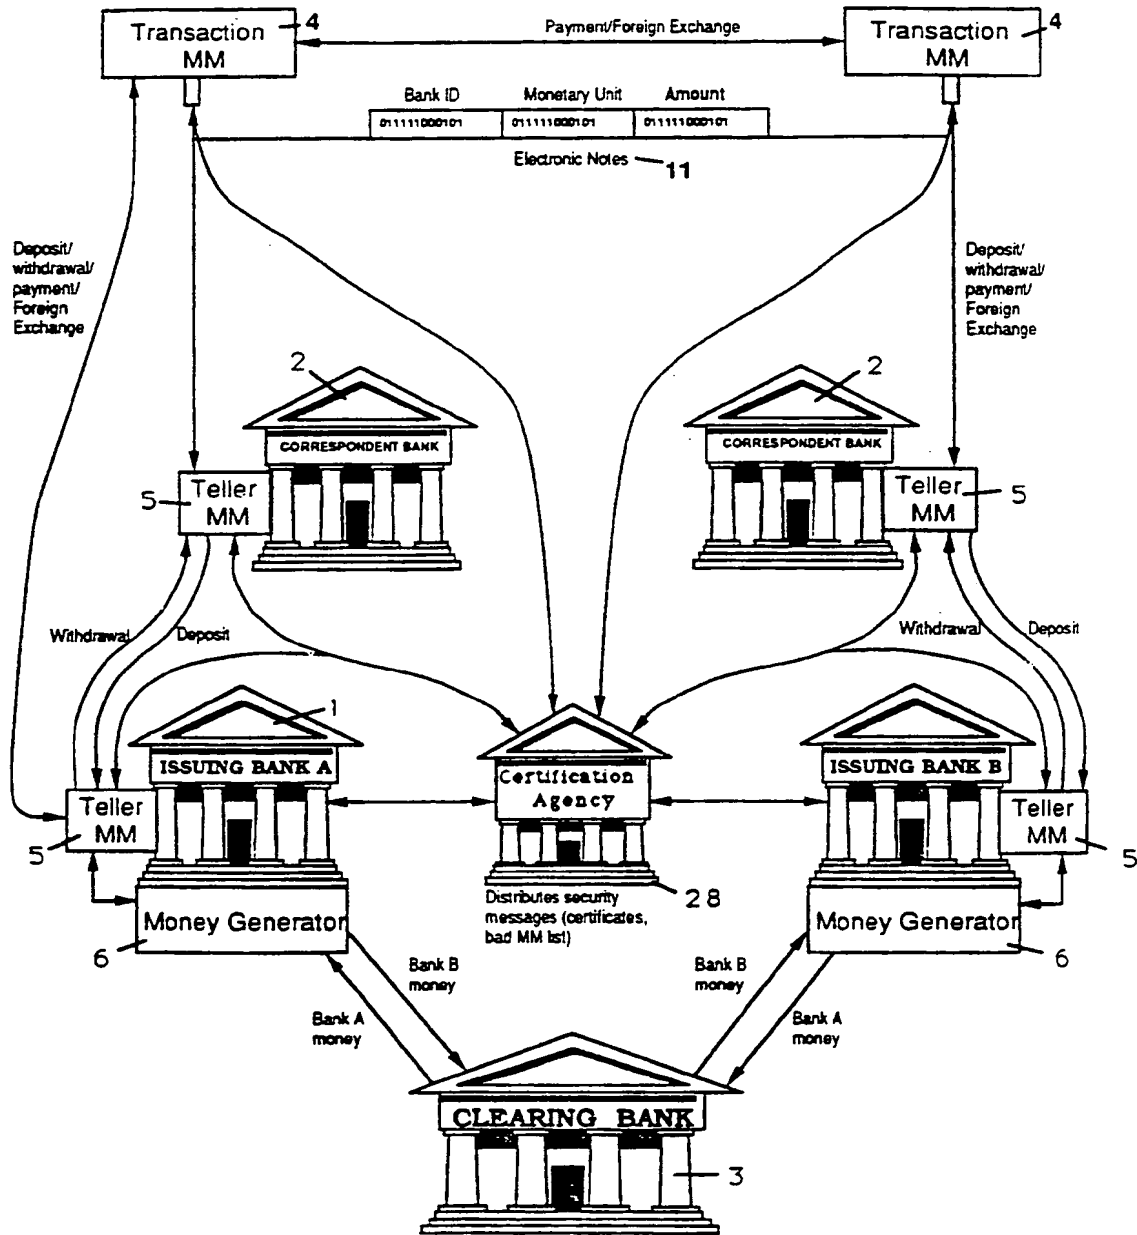 Transaction
MM
4
Payment/Foreign Exchange
Transaction
MM
4
Bank ID
Monetary Unit
Amount
011111000101
011111000101
011111000101
Electronic Notes
11
Deposit/
withdrawal/
payment/
Foreign
Exchange
Deposit/
withdrawal/
payment/
Foreign
Exchange
2
2
CORRESPONDENT BANK
CORRESPONDENT BANK
5
Teller
MM
Teller
MM
5
Withdrawal
Deposit
Withdrawal
Deposit
1
ISSUING BANK A
Certification
Agency
ISSUING BANK B
Teller
MM
5
Teller
MM
5
28
Distributes security
messages (certificates,
bad MM list)
Money Generator
6
Money Generator
6
Bank B
money
Bank A
money
Bank B
money
Bank A
money
CLEARING BANK
3